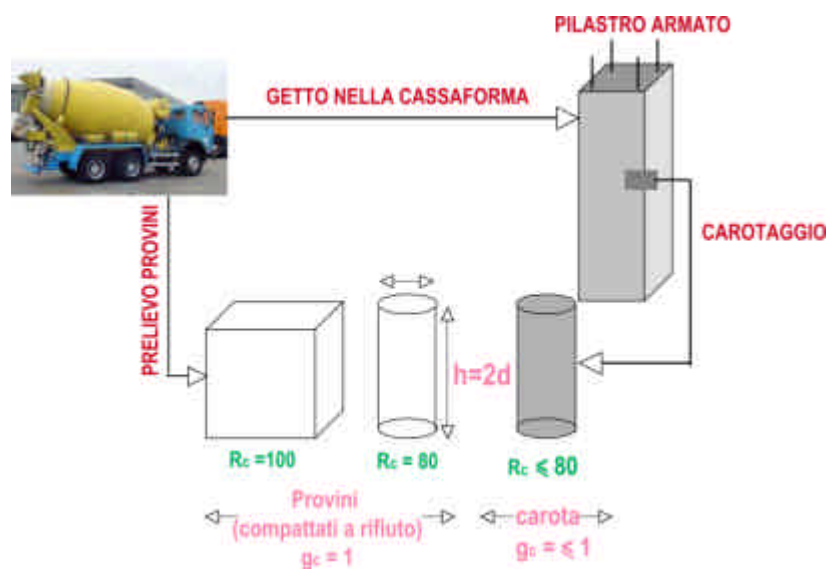 PILASTRO ARMATO
GETTO NELLA CASSAFORMA
PRELIEVO PROVINI
CAROTAGGIO
h=2d
Rc =100
Rc = 80
Rc ⩽ 80
Provini
(compattati a rifiuto)
gc = 1
carota
gc = ⩽ 1